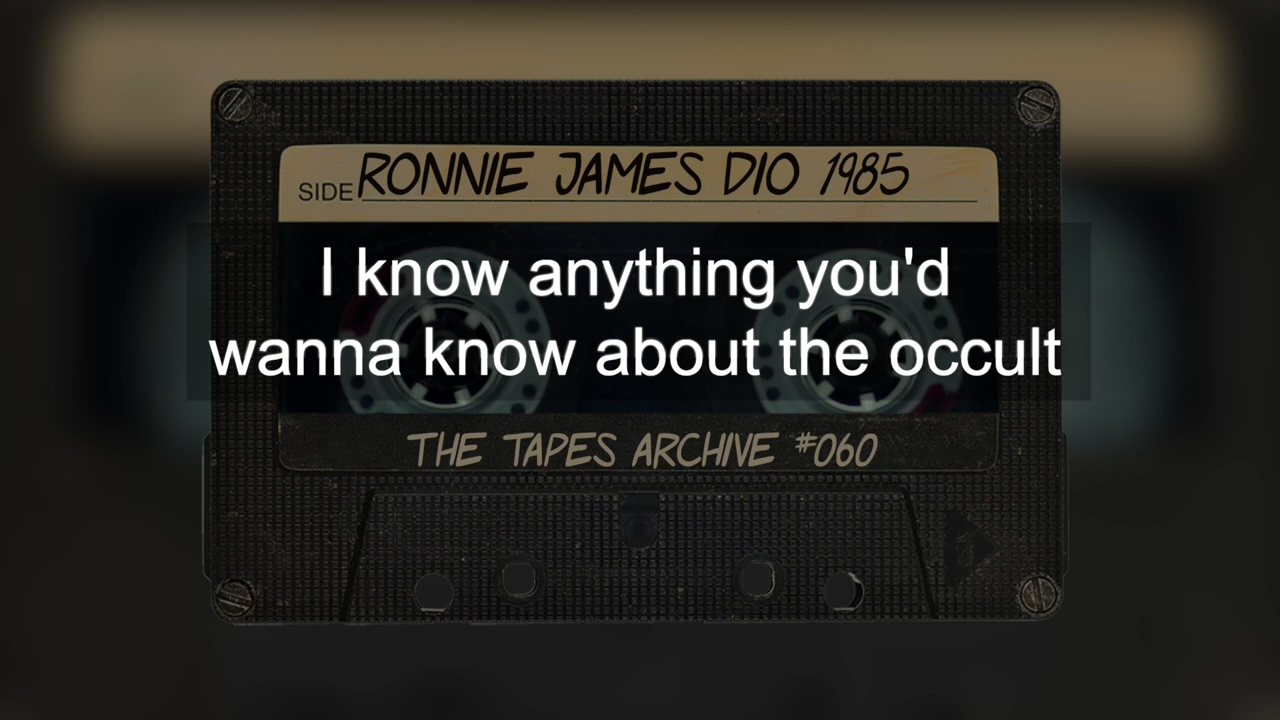 SIDE RONNIE JAMES DIO 1985
I know anything you'd
wanna know about the occult
THE TAPES ARCHIVE #060